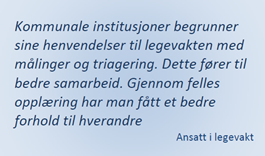 Kommunale institusjoner begrunner
sine henvendelser til legevakten med
målinger og triagering. Dette fører til
bedre samarbeid. Gjennom felles
opplæring har man fått et bedre
forhold til hverandre
Ansatt i legevakt